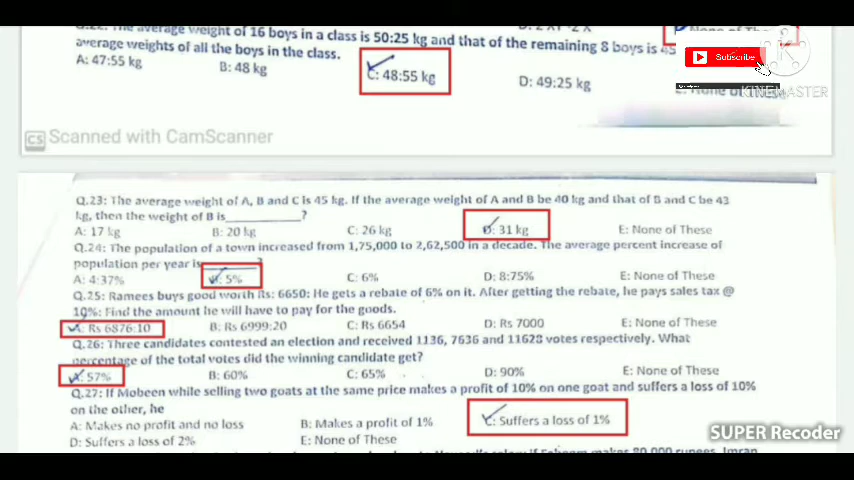 The average weight of 16 boys in a class is 50:25 kg and that of the remaining 8 boys is 45
average weights of all the boys in the class.
A: 47:55 kg B: 48 kg C: 48:55 kg D: 49:25 kg
Subscribe
KINEMASTER
CS Scanned with CamScanner
Q.23: The average weight of A, B and C is 45 kg. If the average weight of A and B be 40 kg and that of B and C be 43
kg, then the weight of B is__________?
A: 17 kg B: 20 kg C: 26 kg D: 31 kg E: None of These
Q.24: The population of a town increased from 1,75,000 to 2,62,500 in a decade. The average percent increase of
population per year is________?
A: 4:37% B: 5% C: 6% D: 8:75% E: None of These
Q.25: Ramees buys good worth Rs: 6650: He gets a rebate of 6% on it. After getting the rebate, he pays sales tax @
10%: Find the amount he will have to pay for the goods.
A: Rs 6876:10 B: Rs 6999:20 C: Rs 6654 D: Rs 7000 E: None of These
Q.26: Three candidates contested an election and received 1136, 7636 and 11628 votes respectively. What
percentage of the total votes did the winning candidate get?
A: 57% B: 60% C: 65% D: 90% E: None of These
Q.27: If Mobeen while selling two goats at the same price makes a profit of 10% on one goat and suffers a loss of 10%
on the other, he
A: Makes no profit and no loss B: Makes a profit of 1% C: Suffers a loss of 1%
D: Suffers a loss of 2% E: None of These
SUPER Recorder